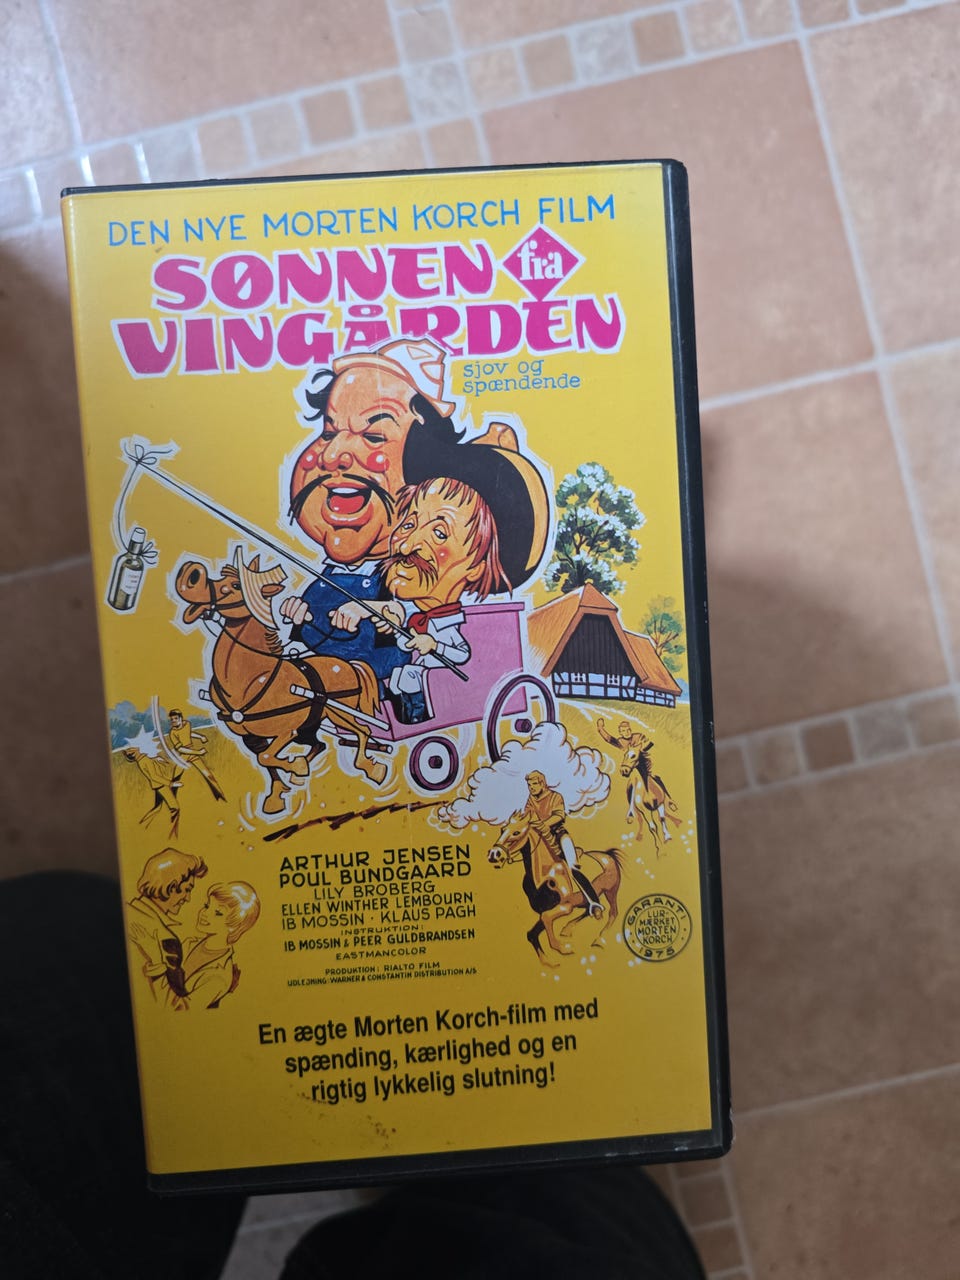 DEN NYE MORTEN KORCH FILM
SØNNEN fra
VINGÅRDEN
sjov og
spændende
ARTHUR JENSEN
POUL BUNDGAARD
LILY BROBERG
ELLEN WINTHER LEMBOURN
IB MOSSIN · KLAUS PAGH
INSTRUKTION:
IB MOSSIN & PEER GULDBRANDSEN
EASTMANCOLOR
PRODUKTION: RIALTO FILM
UDLEJNING: WARNER & CONSTANTIN DISTRIBUTION A/S
GARANTI
LUR-
MÆRKET
MORTEN
KORCH
1975
En ægte Morten Korch-film med
spænding, kærlighed og en
rigtig lykkelig slutning!